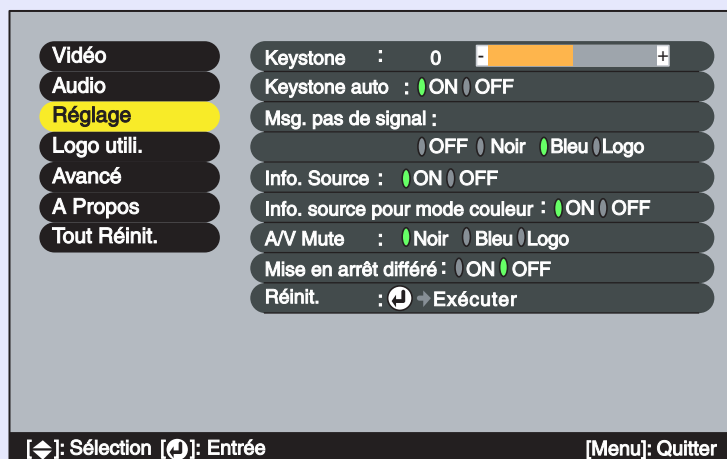 Vidéo
Audio
Réglage
Logo utili.
Avancé
A Propos
Tout Réinit.
Keystone : 0 - +
Keystone auto : ON OFF
Msg. pas de signal :
OFF Noir Bleu Logo
Info. Source : ON OFF
Info. source pour mode couleur : ON OFF
A/V Mute : Noir Bleu Logo
Mise en arrêt différé : ON OFF
Réinit. : Exécuter
[ ]: Sélection [ ]: Entrée
[Menu]: Quitter